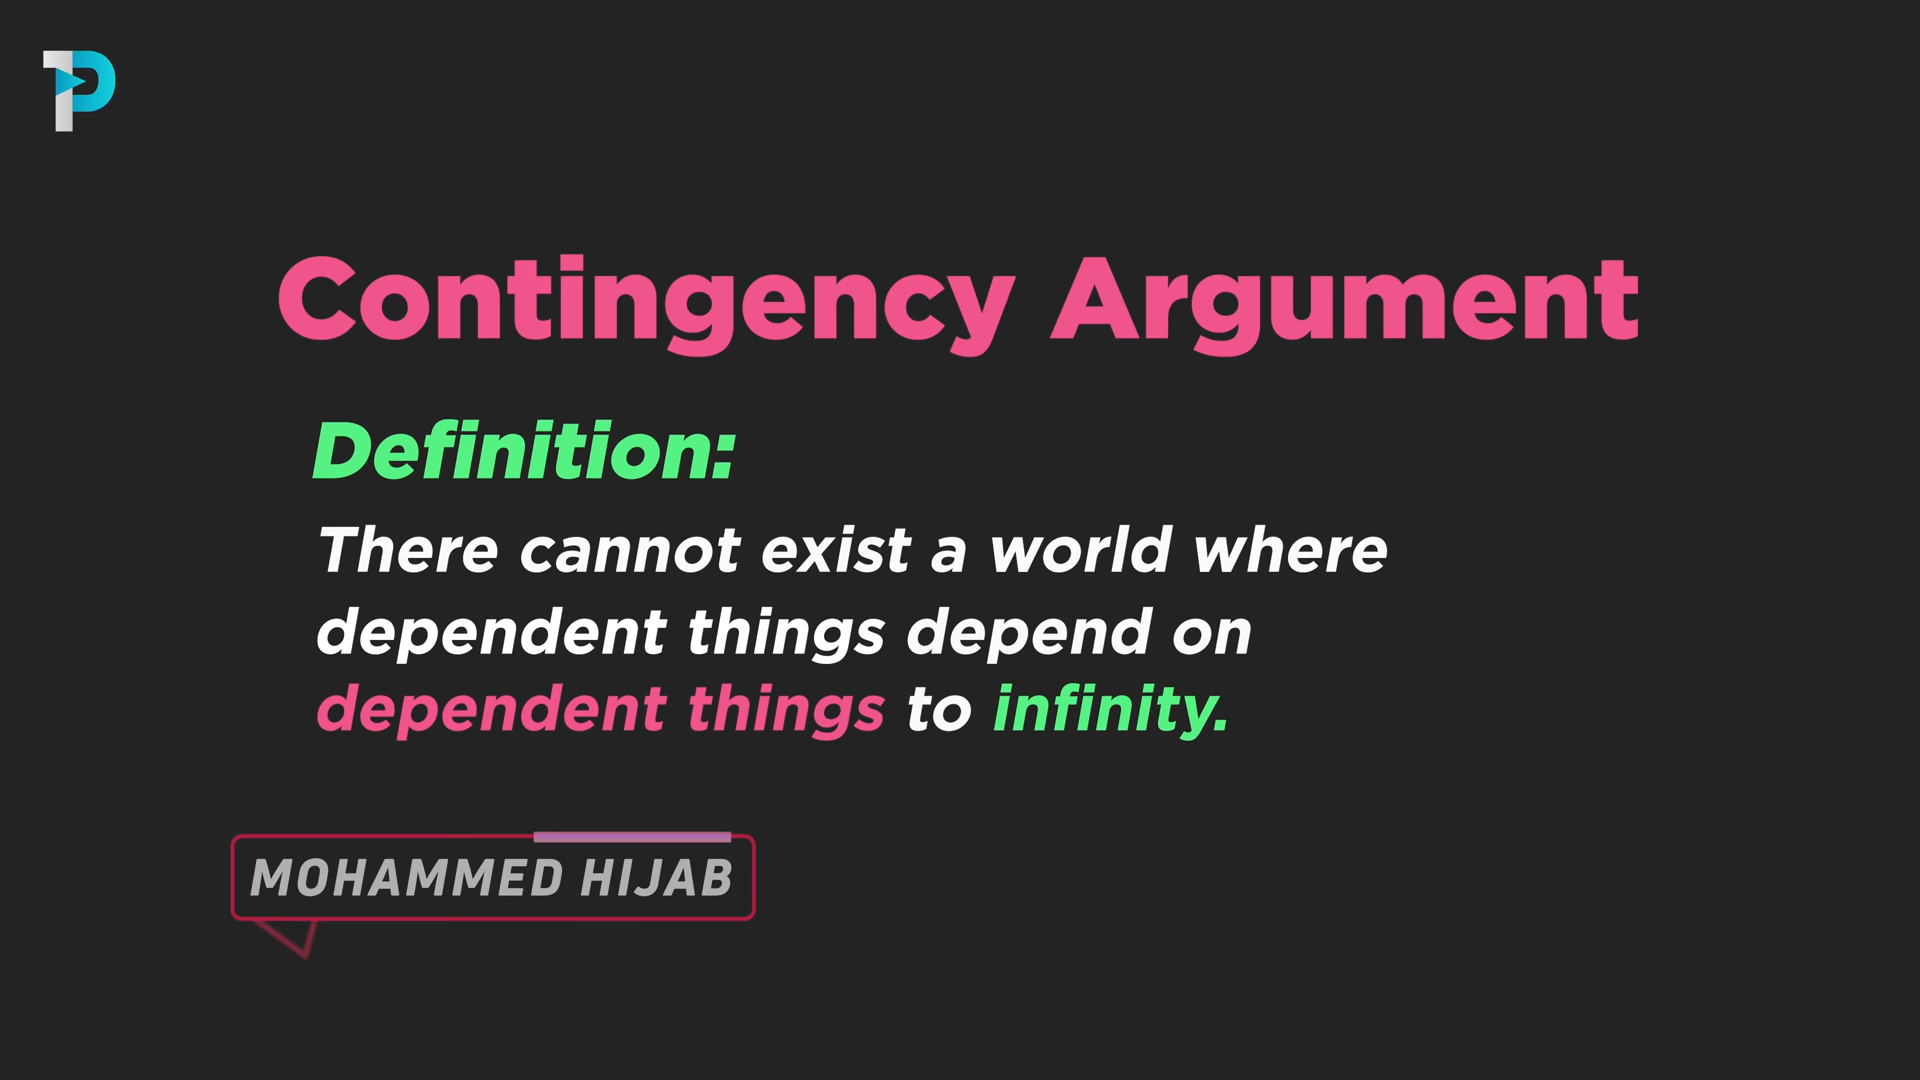 Contingency Argument
Definition:
There cannot exist a world where
dependent things depend on
dependent things to infinity.
MOHAMMED HIJAB